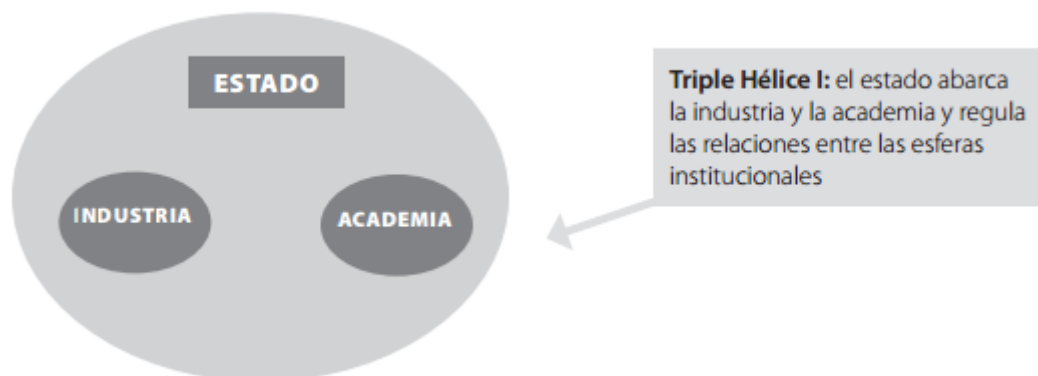 ESTADO
INDUSTRIA
ACADEMIA
Triple Hélice I: el estado abarca
la industria y la academia y regula
las relaciones entre las esferas
institucionales